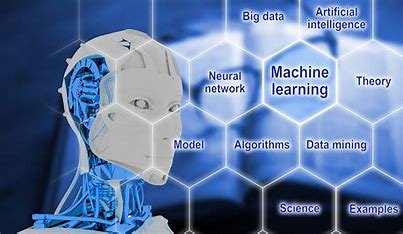 Big data
Artificial
intelligence
Neural
network
Machine
learning
Theory
Model
Algorithms
Data mining
Science
Examples